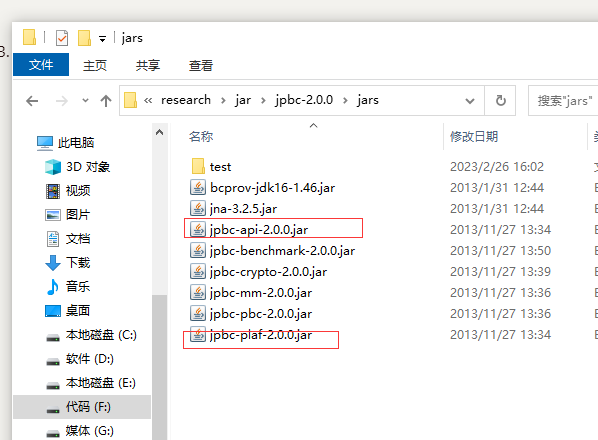 jars
3.
文件 主页 共享 查看
research jar jpbc-2.0.0 jars 搜索"jars"
名称 修改日期
此电脑
3D 对象
视频
图片
文档
下载
音乐
桌面
本地磁盘 (C:)
软件 (D:)
本地磁盘 (E:)
代码 (F:)
媒体 (G:)
test 2023/2/26 16:02
bcprov-jdk16-1.46.jar 2013/1/31 12:44
jna-3.2.5.jar 2013/1/31 12:44
jpbc-api-2.0.0.jar 2013/11/27 13:34
jpbc-benchmark-2.0.0.jar 2013/11/27 13:50
jpbc-crypto-2.0.0.jar 2013/11/27 13:39
jpbc-mm-2.0.0.jar 2013/11/27 13:36
jpbc-pbc-2.0.0.jar 2013/11/27 13:36
jpbc-plaf-2.0.0.jar 2013/11/27 13:34